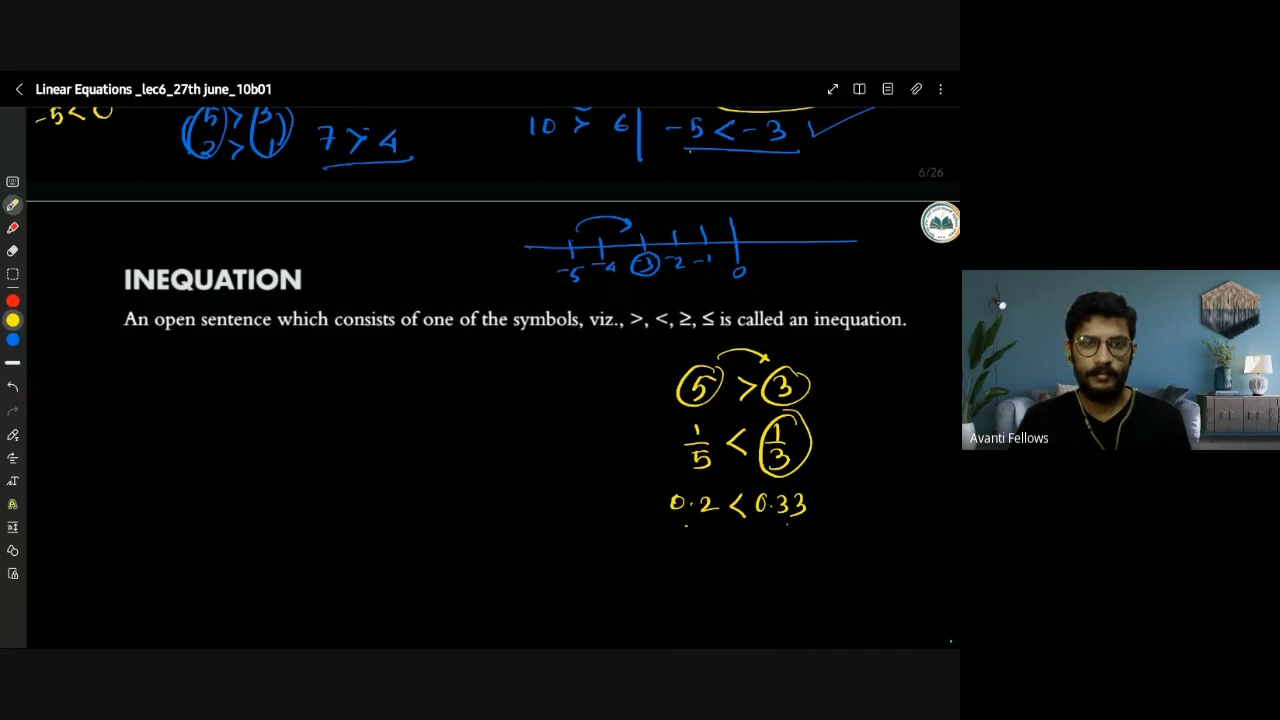 Linear Equations _lec6_27th june_10b01
-5 < 0
5 > 3
2 > 1
7 > 4
10 > 6
-5 < -3
6/26
-5 -4 -3 -2 -1 0
INEQUATION
An open sentence which consists of one of the symbols, viz., >, <, ≥, ≤ is called an inequation.
5 > 3
1/5 < 1/3
0.2 < 0.33
Avanti Fellows